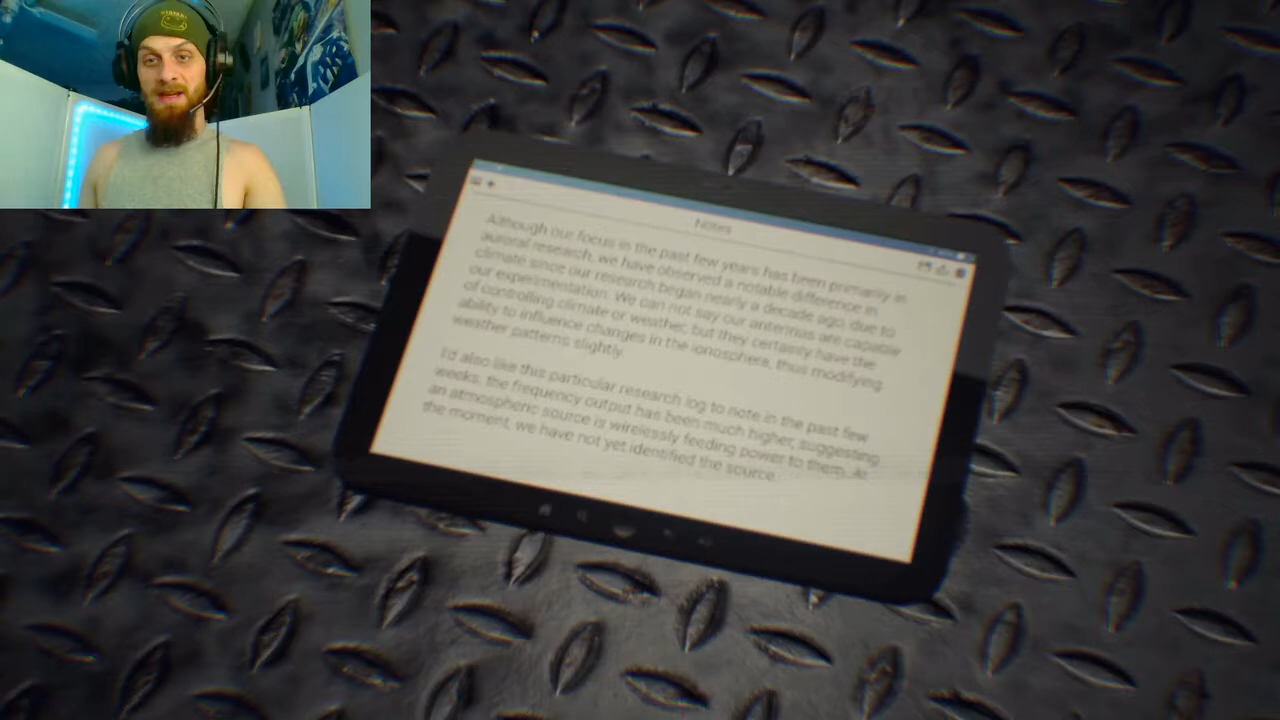 Notes
Although our focus in the past few years has been primarily in
auroral research, we have observed a notable difference in
climate since our research began nearly a decade ago, due to
our experimentation. We can not say our antennas are capable
of controlling climate or weather, but they certainly have the
ability to influence changes in the ionosphere, thus modifying
weather patterns slightly.
I'd also like this particular research log to note in the past few
weeks, the frequency output has been much higher, suggesting
an atmospheric source is wirelessly feeding power to them. At
the moment, we have not yet identified the source.